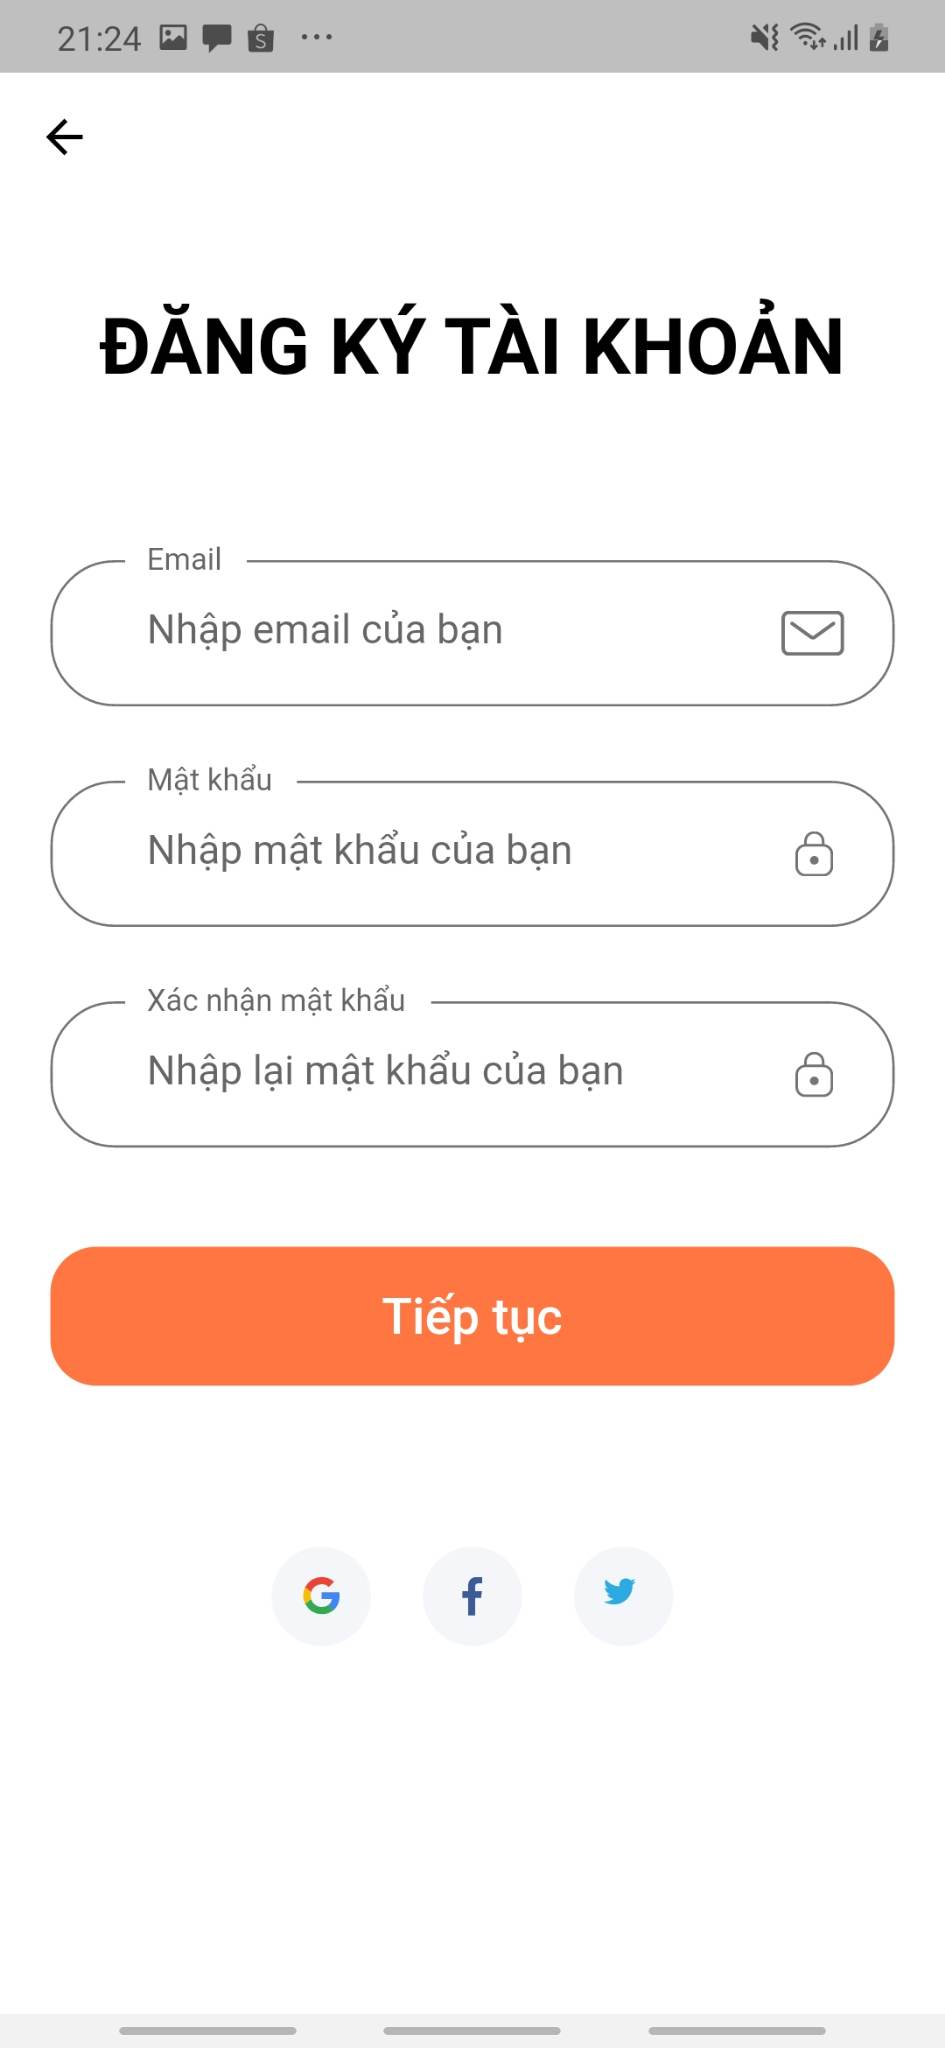 21:24
ĐĂNG KÝ TÀI KHOẢN
Email
Nhập email của bạn
Mật khẩu
Nhập mật khẩu của bạn
Xác nhận mật khẩu
Nhập lại mật khẩu của bạn
Tiếp tục